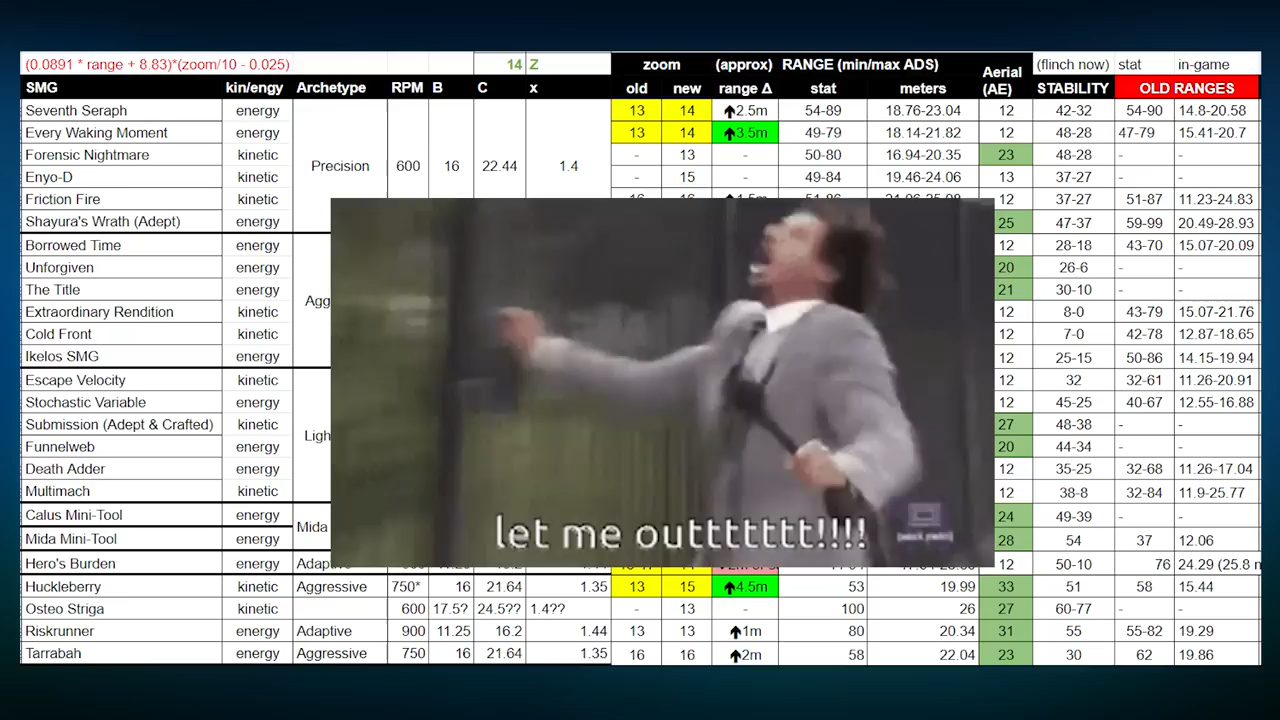 (0.0891 * range + 8.83)*(zoom/10 - 0.025) 14 Z zoom (approx) RANGE (min/max ADS) Aerial (AE) (flinch now) stat in-game
SMG kin/engy Archetype RPM B C x old new range Δ stat meters STABILITY OLD RANGES
Seventh Seraph energy 13 14 🡅2.5m 54-89 18.76-23.04 12 42-32 54-90 14.8-20.58
Every Waking Moment energy 13 14 🡅3.5m 49-79 18.14-21.82 12 48-28 47-79 15.41-20.7
Forensic Nightmare kinetic Precision 600 16 22.44 1.4 - 13 - 50-80 16.94-20.35 23 48-28 - -
Enyo-D kinetic - 15 - 49-84 19.46-24.06 13 37-27 - -
Friction Fire kinetic 12 37-27 51-87 11.23-24.83
Shayura's Wrath (Adept) energy 25 47-37 59-99 20.49-28.93
Borrowed Time energy 12 28-18 43-70 15.07-20.09
Unforgiven energy 20 26-6 - -
The Title energy Agg 21 30-10 - -
Extraordinary Rendition kinetic 12 8-0 43-79 15.07-21.76
Cold Front kinetic 12 7-0 42-78 12.87-18.65
Ikelos SMG energy 12 25-15 50-86 14.15-19.94
Escape Velocity kinetic 12 32 32-61 11.26-20.91
Stochastic Variable energy 12 45-25 40-67 12.55-16.88
Submission (Adept & Crafted) kinetic Ligh 27 48-38 - -
Funnelweb energy 20 44-34 - -
Death Adder energy 12 35-25 32-68 11.26-17.04
Multimach kinetic 12 38-8 32-84 11.9-25.77
Calus Mini-Tool energy Mida 24 49-39 - -
Mida Mini-Tool energy 28 54 37 12.06
Hero's Burden energy 12 50-10 76 24.29 (25.8 m
Huckleberry kinetic Aggressive 750* 16 21.64 1.35 13 15 🡅4.5m 53 19.99 33 51 58 15.44
Osteo Striga kinetic 600 17.5? 24.5?? 1.4?? - 13 - 100 26 27 60-77 - -
Riskrunner energy Adaptive 900 11.25 16.2 1.44 13 13 🡅1m 80 20.34 31 55 55-82 19.29
Tarrabah energy Aggressive 750 16 21.64 1.35 16 16 🡅2m 58 22.04 23 30 62 19.86
let me outttttttt!!!!